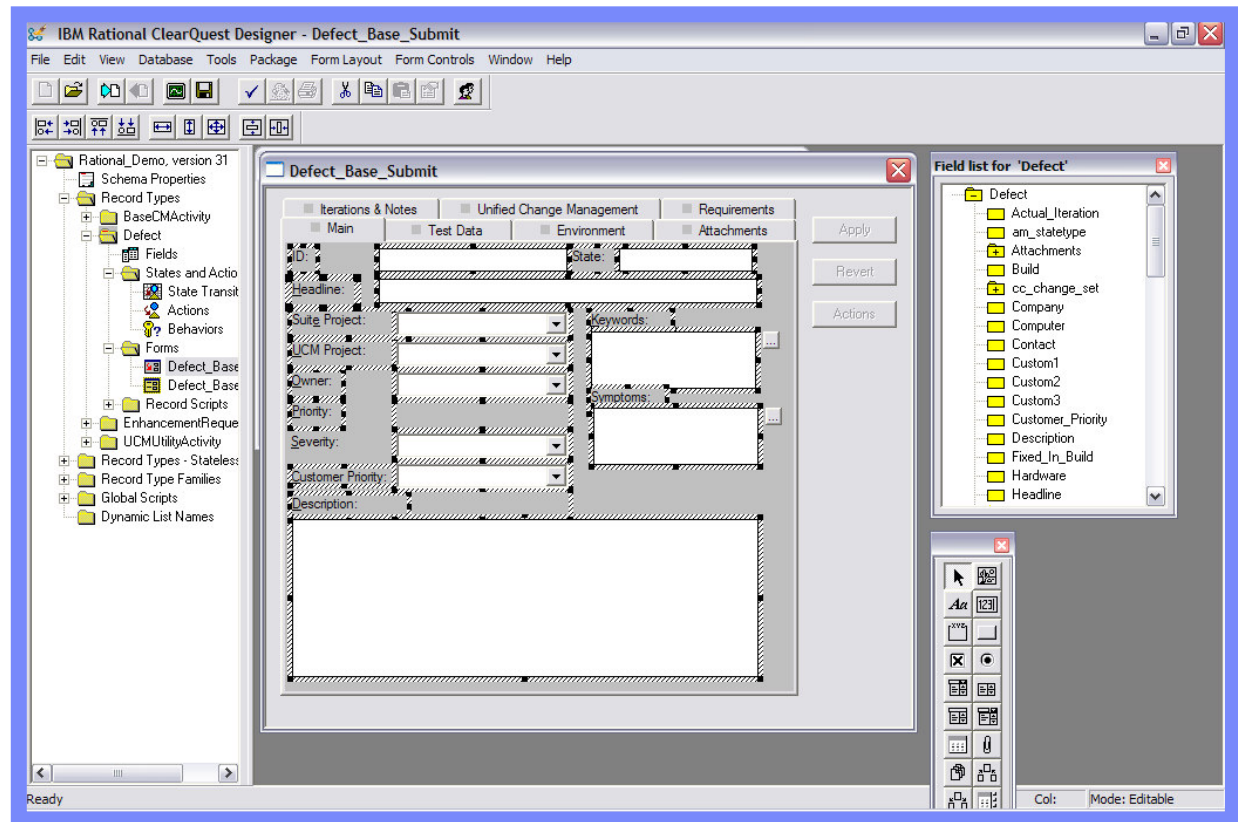 IBM Rational ClearQuest Designer - Defect_Base_Submit
File Edit View Database Tools Package Form Layout Form Controls Window Help
Rational_Demo, version 31
Schema Properties
Record Types
BaseCMActivity
Defect
Fields
States and Actio
State Transit
Actions
Behaviors
Forms
Defect_Base
Defect_Base
Record Scripts
EnhancementReque
UCMUtilityActivity
Record Types - Stateless
Record Type Families
Global Scripts
Dynamic List Names
Defect_Base_Submit
Iterations & Notes Unified Change Management Requirements
Main Test Data Environment Attachments
ID: State:
Headline:
Suite Project: Keywords:
...
UCM Project:
Owner:
Symptoms:
Priority:
...
Severity:
Customer Priority:
Description:
Apply
Revert
Actions
Field list for 'Defect'
Defect
Actual_Iteration
am_statetype
Attachments
Build
cc_change_set
Company
Computer
Contact
Custom1
Custom2
Custom3
Customer_Priority
Description
Fixed_In_Build
Hardware
Headline
Aa 123
XYZ
Ready Col: Mode: Editable